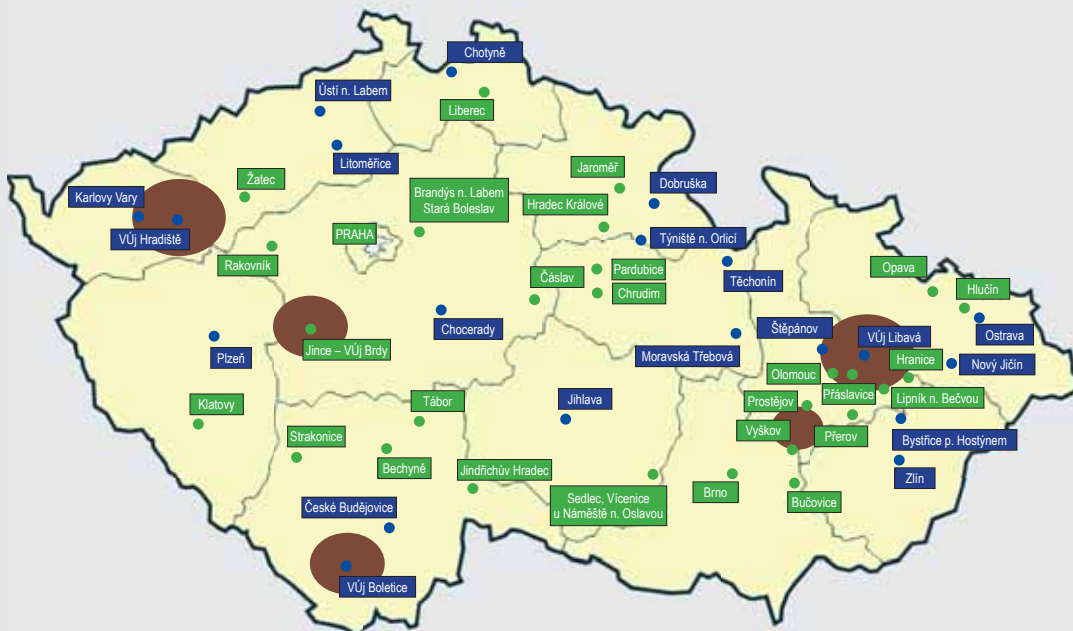 Chotyně
Ústí n. Labem
Liberec
Litoměřice
Jaroměř
Žatec
Brandýs n. Labem
Stará Boleslav
Dobruška
Karlovy Vary
Hradec Králové
VÚj Hradiště
PRAHA
Týniště n. Orlicí
Rakovník
Čáslav
Pardubice
Opava
Těchonín
Chrudim
Hlučín
Chocerady
Štěpánov
VÚj Libavá
Ostrava
Jince – VÚj Brdy
Plzeň
Moravská Třebová
Hranice
Nový Jičín
Olomouc
Přáslavice
Lipník n. Bečvou
Klatovy
Tábor
Jihlava
Prostějov
Vyškov
Přerov
Strakonice
Bystřice p. Hostýnem
Bechyně
Jindřichův Hradec
Zlín
Sedlec, Vícenice
u Náměště n. Oslavou
Brno
Bučovice
České Budějovice
VÚj Boletice